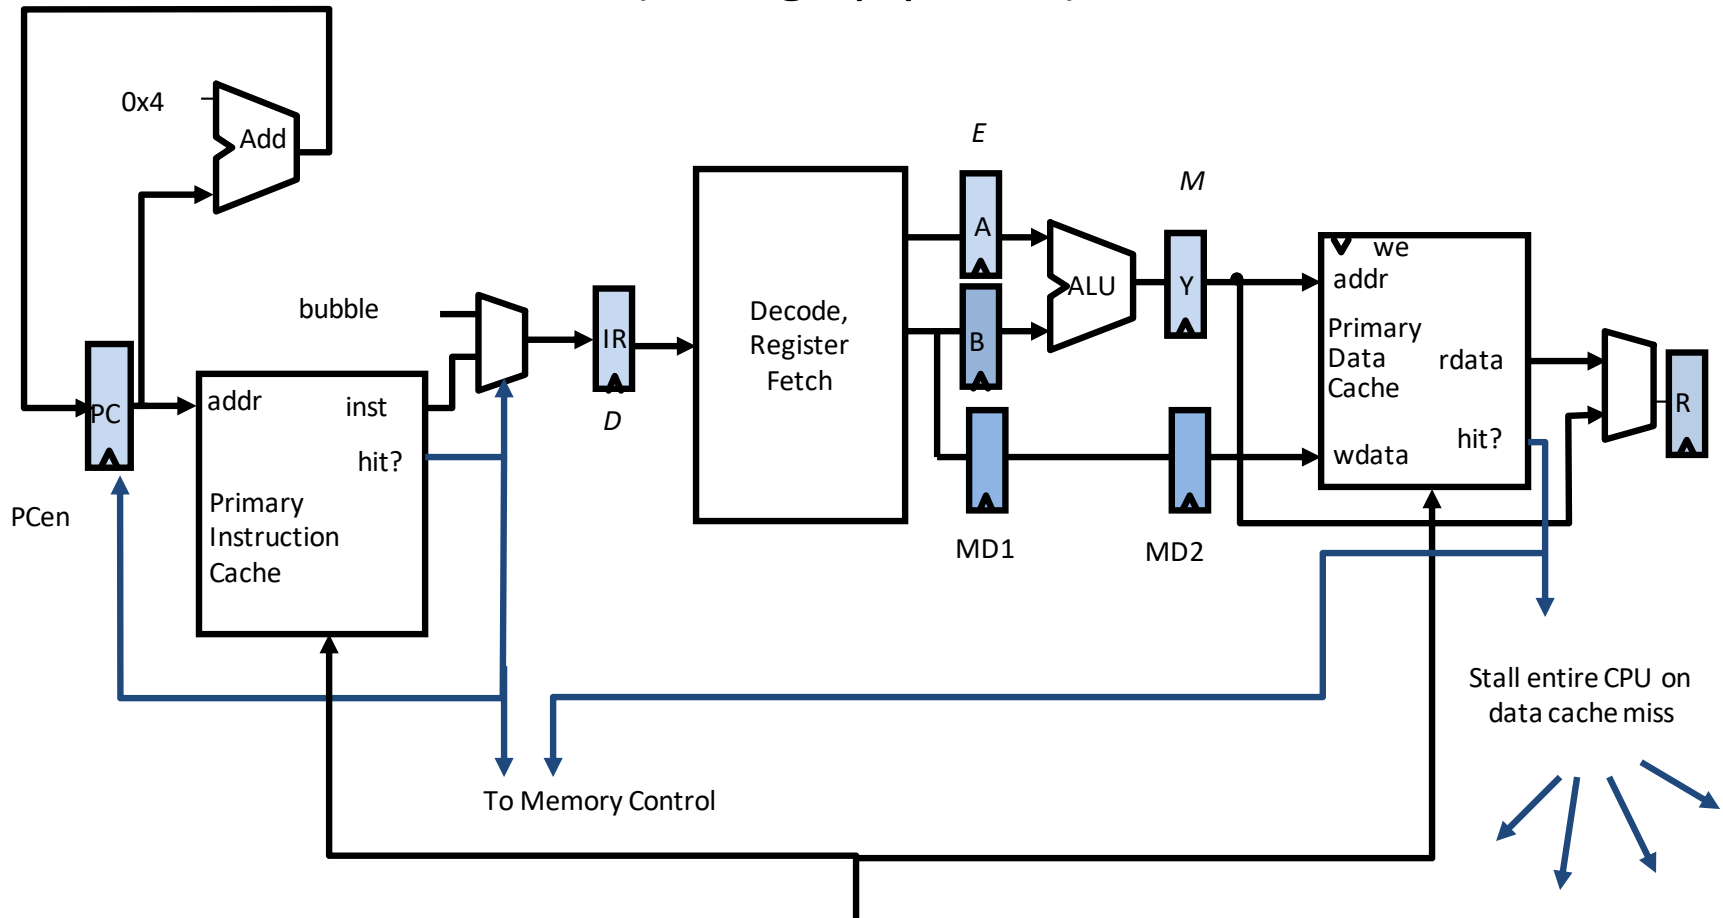 0x4
Add
E
M
A
we
addr
ALU
Y
Primary
Data
Cache
rdata
bubble
Decode,
Register
Fetch
IR
B
R
PC
addr
inst
D
hit?
hit?
wdata
Primary
Instruction
Cache
PCen
MD1
MD2
Stall entire CPU on
data cache miss
To Memory Control